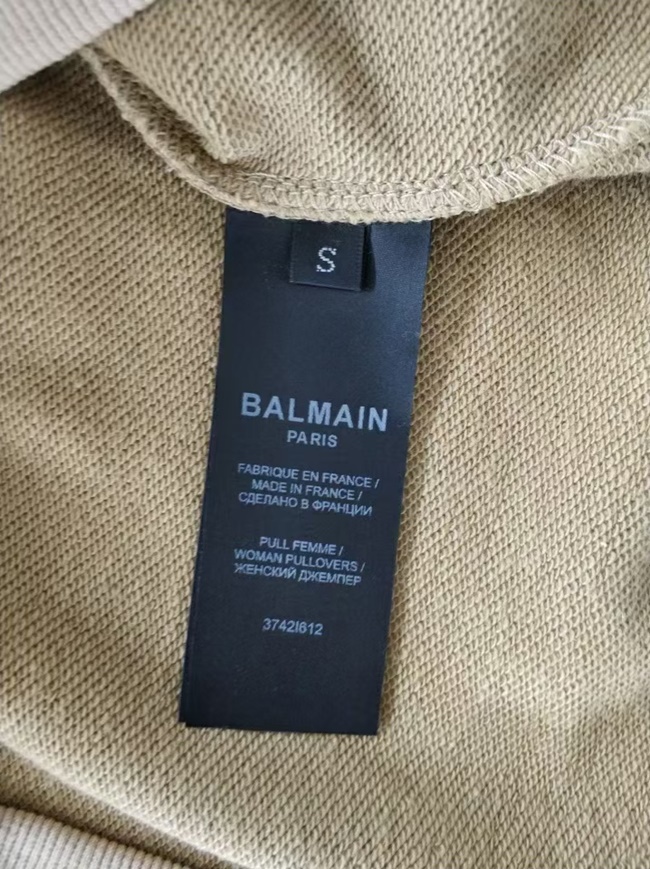 S
BALMAIN
PARIS
FABRIQUE EN FRANCE /
MADE IN FRANCE /
СДЕЛАНО В ФРАНЦИИ
PULL FEMME /
WOMAN PULLOVERS /
ЖЕНСКИЙ ДЖЕМПЕР
3742I612